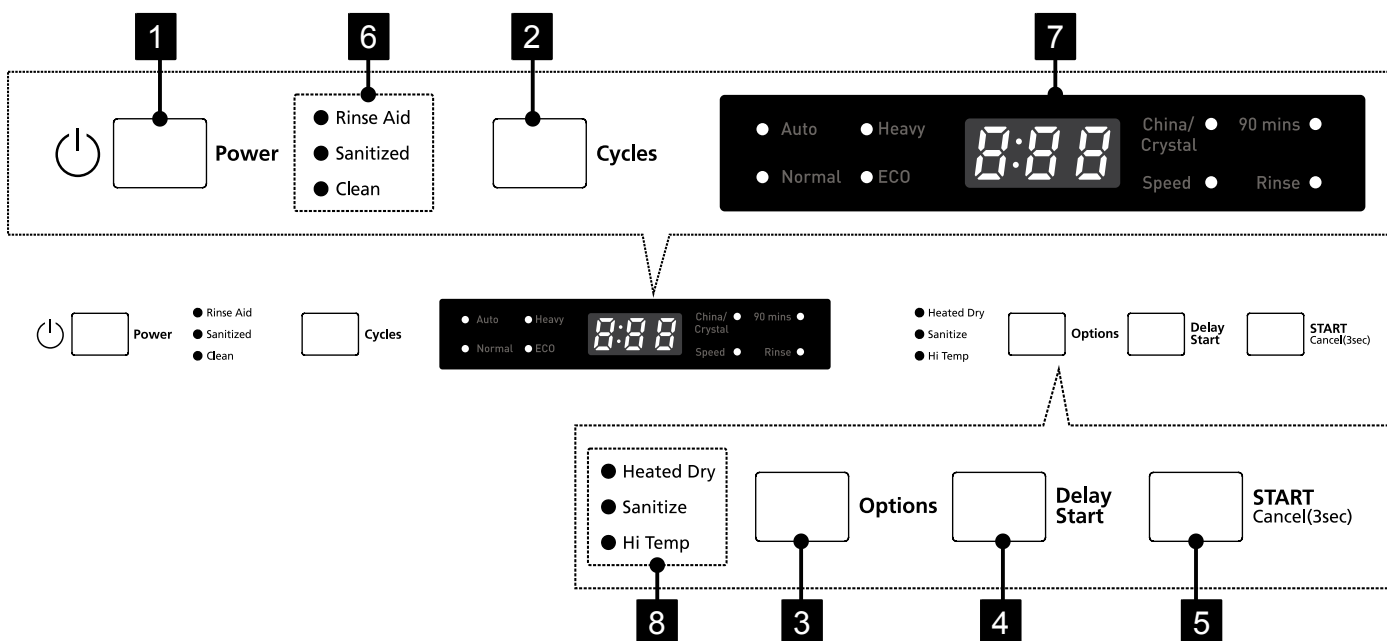 1
6
2
7
Power
Rinse Aid
Sanitized
Clean
Cycles
Auto
Heavy
Normal
ECO
8:88
China/
Crystal
90 mins
Speed
Rinse
Power
Rinse Aid
Sanitized
Clean
Cycles
Auto
Heavy
Normal
ECO
8:88
China/
Crystal
90 mins
Speed
Rinse
Heated Dry
Sanitize
Hi Temp
Options
Delay
Start
START
Cancel(3sec)
Heated Dry
Sanitize
Hi Temp
Options
Delay
Start
START
Cancel(3sec)
8
3
4
5